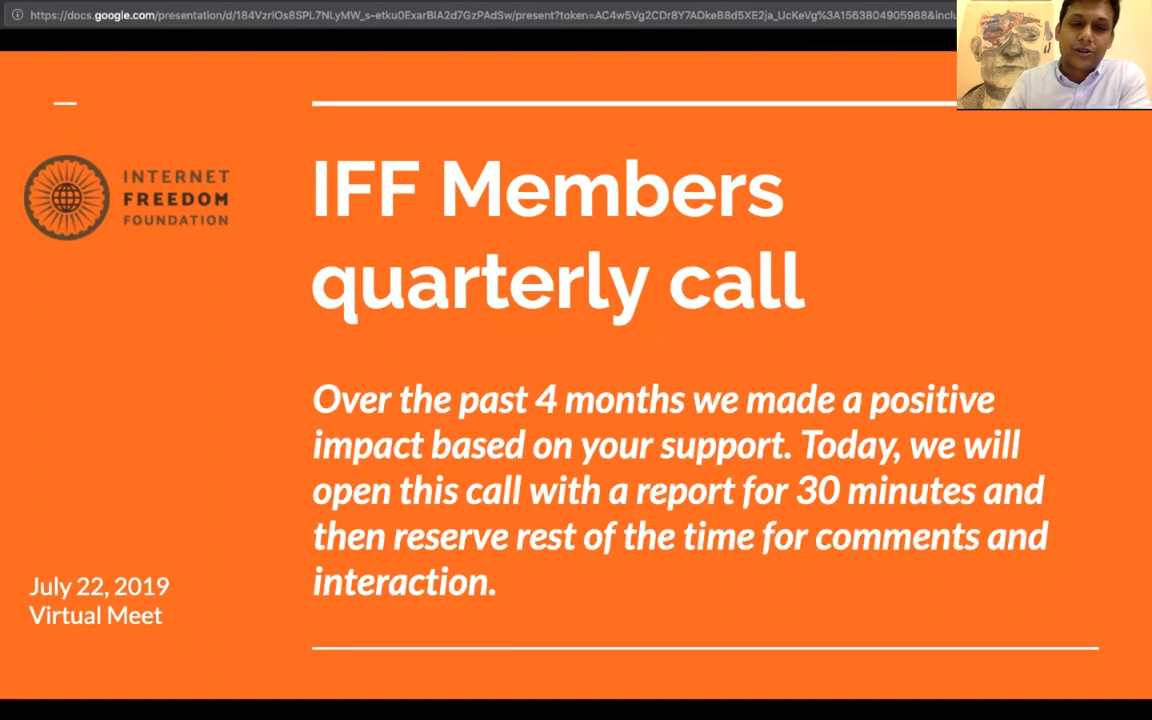 https://docs.google.com/presentation/d/184VzrIOs8SPL7NLyMW_s-etku0ExarBIA2d7GzPAdSw/present?token=AC4w5Vg2CDr8Y7ADkeB8d5XE2ja_UcKeVg%3A1563804905988&inclu
INTERNET
FREEDOM
FOUNDATION
IFF Members
quarterly call
Over the past 4 months we made a positive
impact based on your support. Today, we will
open this call with a report for 30 minutes and
then reserve rest of the time for comments and
interaction.
July 22, 2019
Virtual Meet